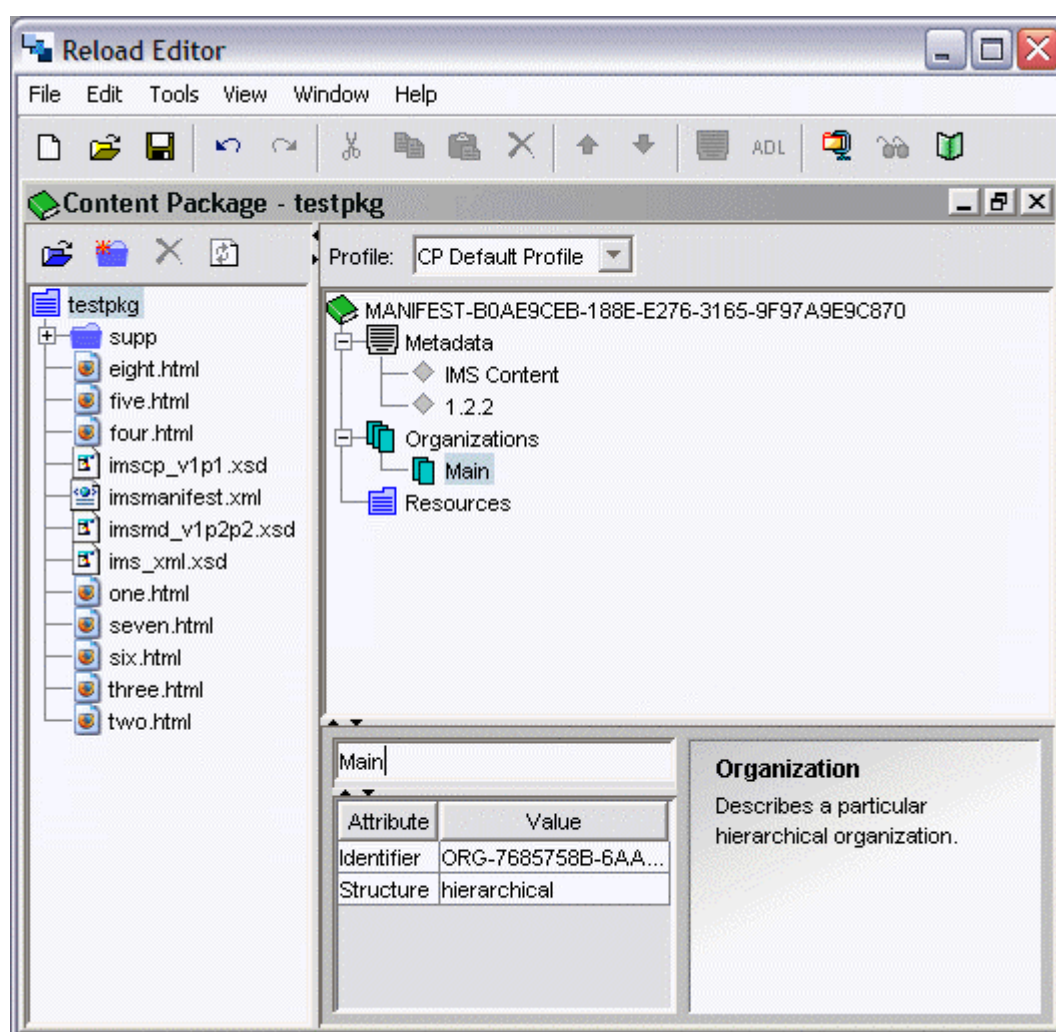 Reload Editor
File Edit Tools View Window Help
ADL
Content Package - testpkg
Profile: CP Default Profile
testpkg
supp
eight.html
five.html
four.html
imscp_v1p1.xsd
imsmanifest.xml
imsmd_v1p2p2.xsd
ims_xml.xsd
one.html
seven.html
six.html
three.html
two.html
MANIFEST-B0AE9CEB-188E-E276-3165-9F97A9E9C870
Metadata
IMS Content
1.2.2
Organizations
Main
Resources
Main
Attribute Value
Identifier ORG-7685758B-6AA...
Structure hierarchical
Organization
Describes a particular
hierarchical organization.